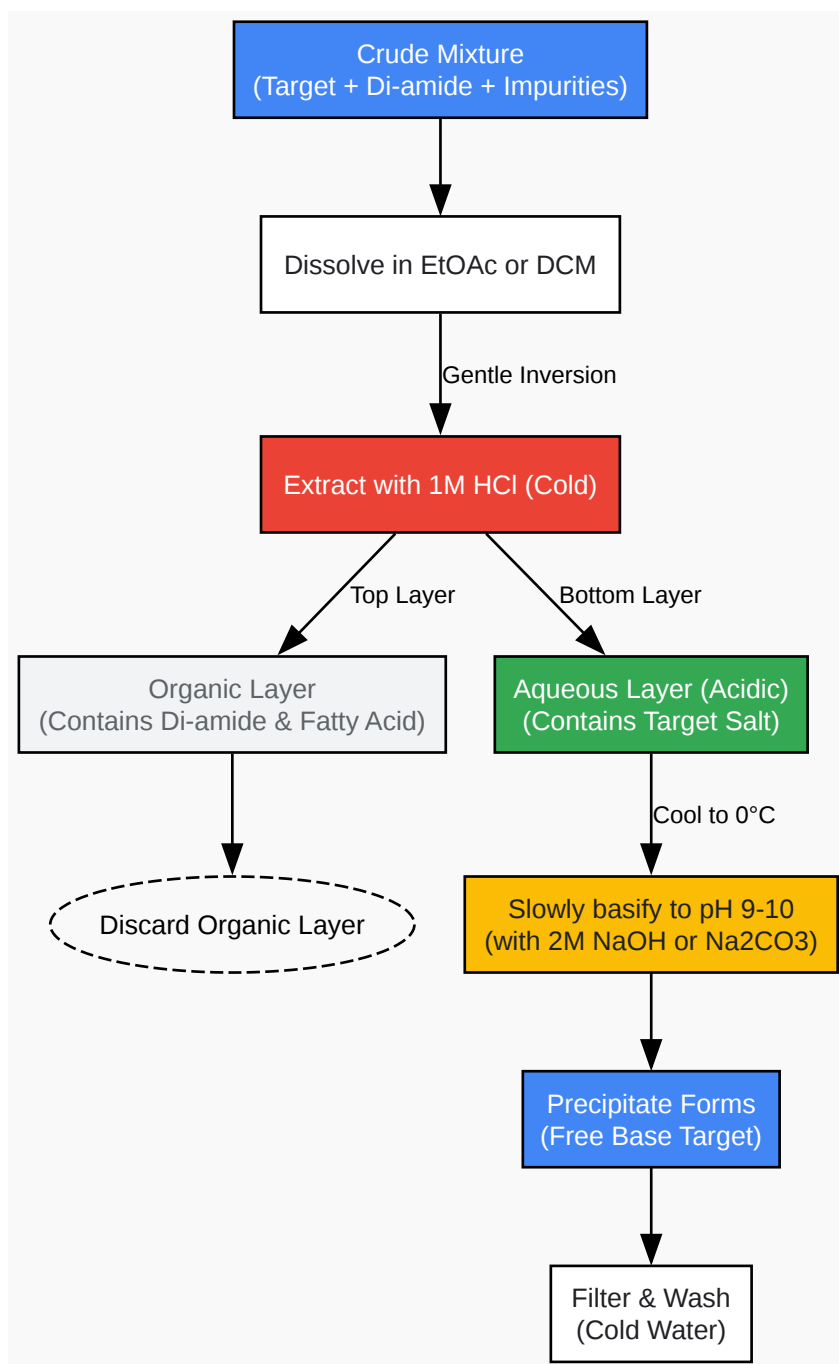 Crude Mixture
(Target + Di-amide + Impurities)
Dissolve in EtOAc or DCM
Gentle Inversion
Extract with 1M HCl (Cold)
Top Layer
Bottom Layer
Organic Layer
(Contains Di-amide & Fatty Acid)
Aqueous Layer (Acidic)
(Contains Target Salt)
Cool to 0°C
Discard Organic Layer
Slowly basify to pH 9-10
(with 2M NaOH or Na2CO3)
Precipitate Forms
(Free Base Target)
Filter & Wash
(Cold Water)